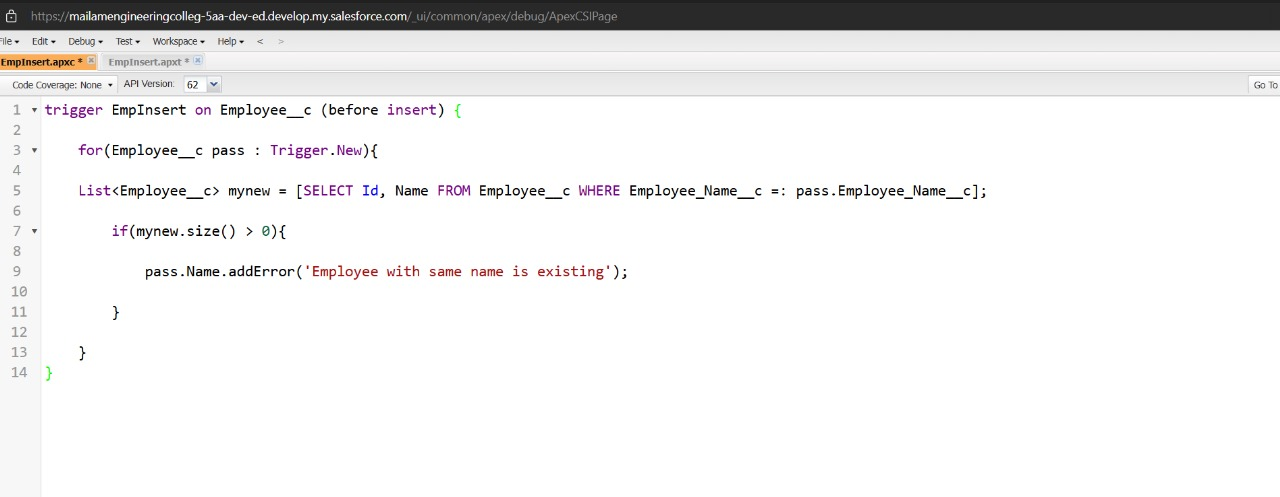 https://mailamengineeringcolleg-5aa-dev-ed.develop.my.salesforce.com/_ui/common/apex/debug/ApexCSIPage
File Edit Debug Test Workspace Help < >
EmpInsert.apxc * EmpInsert.apxt *
Code Coverage: None API Version: 62 Go To
1 trigger EmpInsert on Employee__c (before insert) {
2
3 for(Employee__c pass : Trigger.New){
4
5 List<Employee__c> mynew = [SELECT Id, Name FROM Employee__c WHERE Employee_Name__c =: pass.Employee_Name__c];
6
7 if(mynew.size() > 0){
8
9 pass.Name.addError('Employee with same name is existing');
10
11 }
12
13 }
14 }